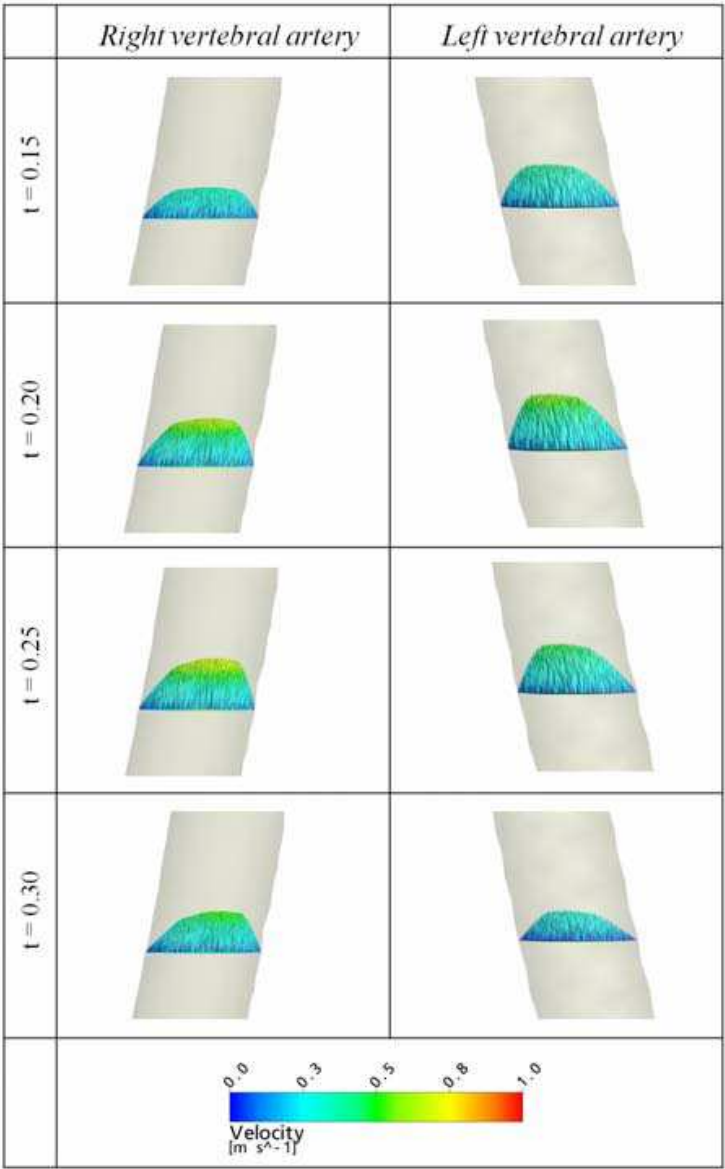 Right vertebral artery
Left vertebral artery
t = 0.15
t = 0.20
t = 0.25
t = 0.30
0.0
0.3
0.5
0.8
1.0
Velocity
[m s^-1]